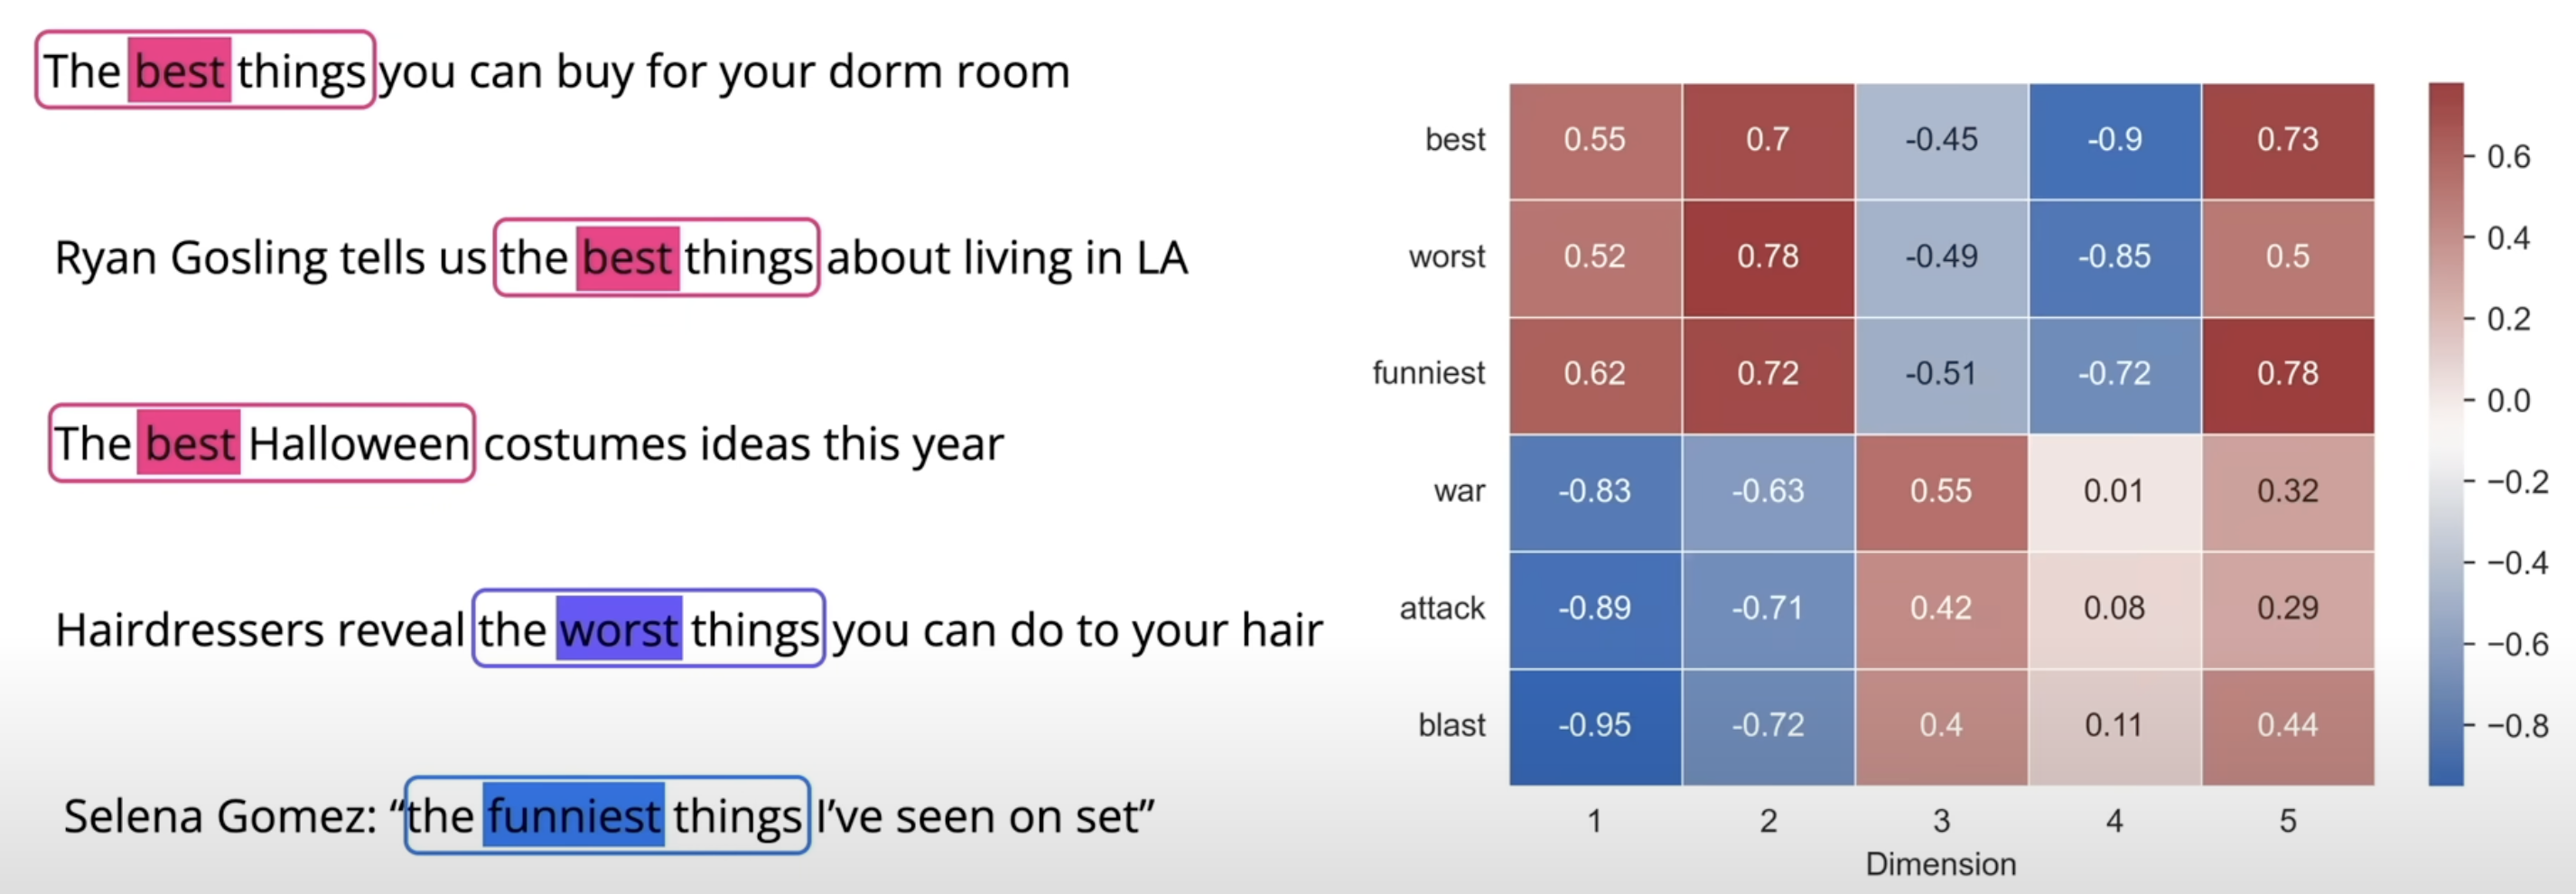 The best things you can buy for your dorm room
Ryan Gosling tells us the best things about living in LA
The best Halloween costumes ideas this year
Hairdressers reveal the worst things you can do to your hair
Selena Gomez: “the funniest things I’ve seen on set”
best 0.55 0.7 -0.45 -0.9 0.73
worst 0.52 0.78 -0.49 -0.85 0.5
funniest 0.62 0.72 -0.51 -0.72 0.78
war -0.83 -0.63 0.55 0.01 0.32
attack -0.89 -0.71 0.42 0.08 0.29
blast -0.95 -0.72 0.4 0.11 0.44
1 2 3 4 5
Dimension
0.6
0.4
0.2
0.0
−0.2
−0.4
−0.6
−0.8